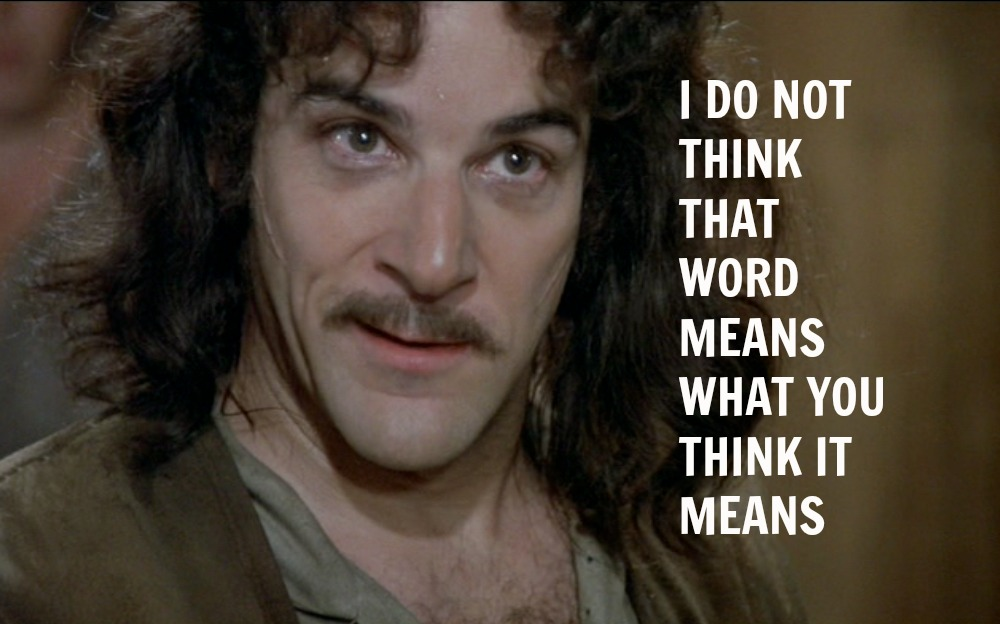 I DO NOT
THINK
THAT
WORD
MEANS
WHAT YOU
THINK IT
MEANS